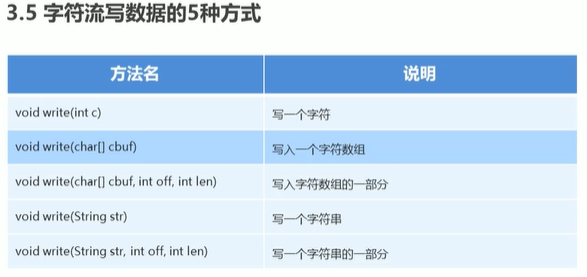 3.5 字符流写数据的5种方式
方法名 说明
void write(int c) 写一个字符
void write(char[] cbuf) 写入一个字符数组
void write(char[] cbuf, int off, int len) 写入字符数组的一部分
void write(String str) 写一个字符串
void write(String str, int off, int len) 写一个字符串的一部分